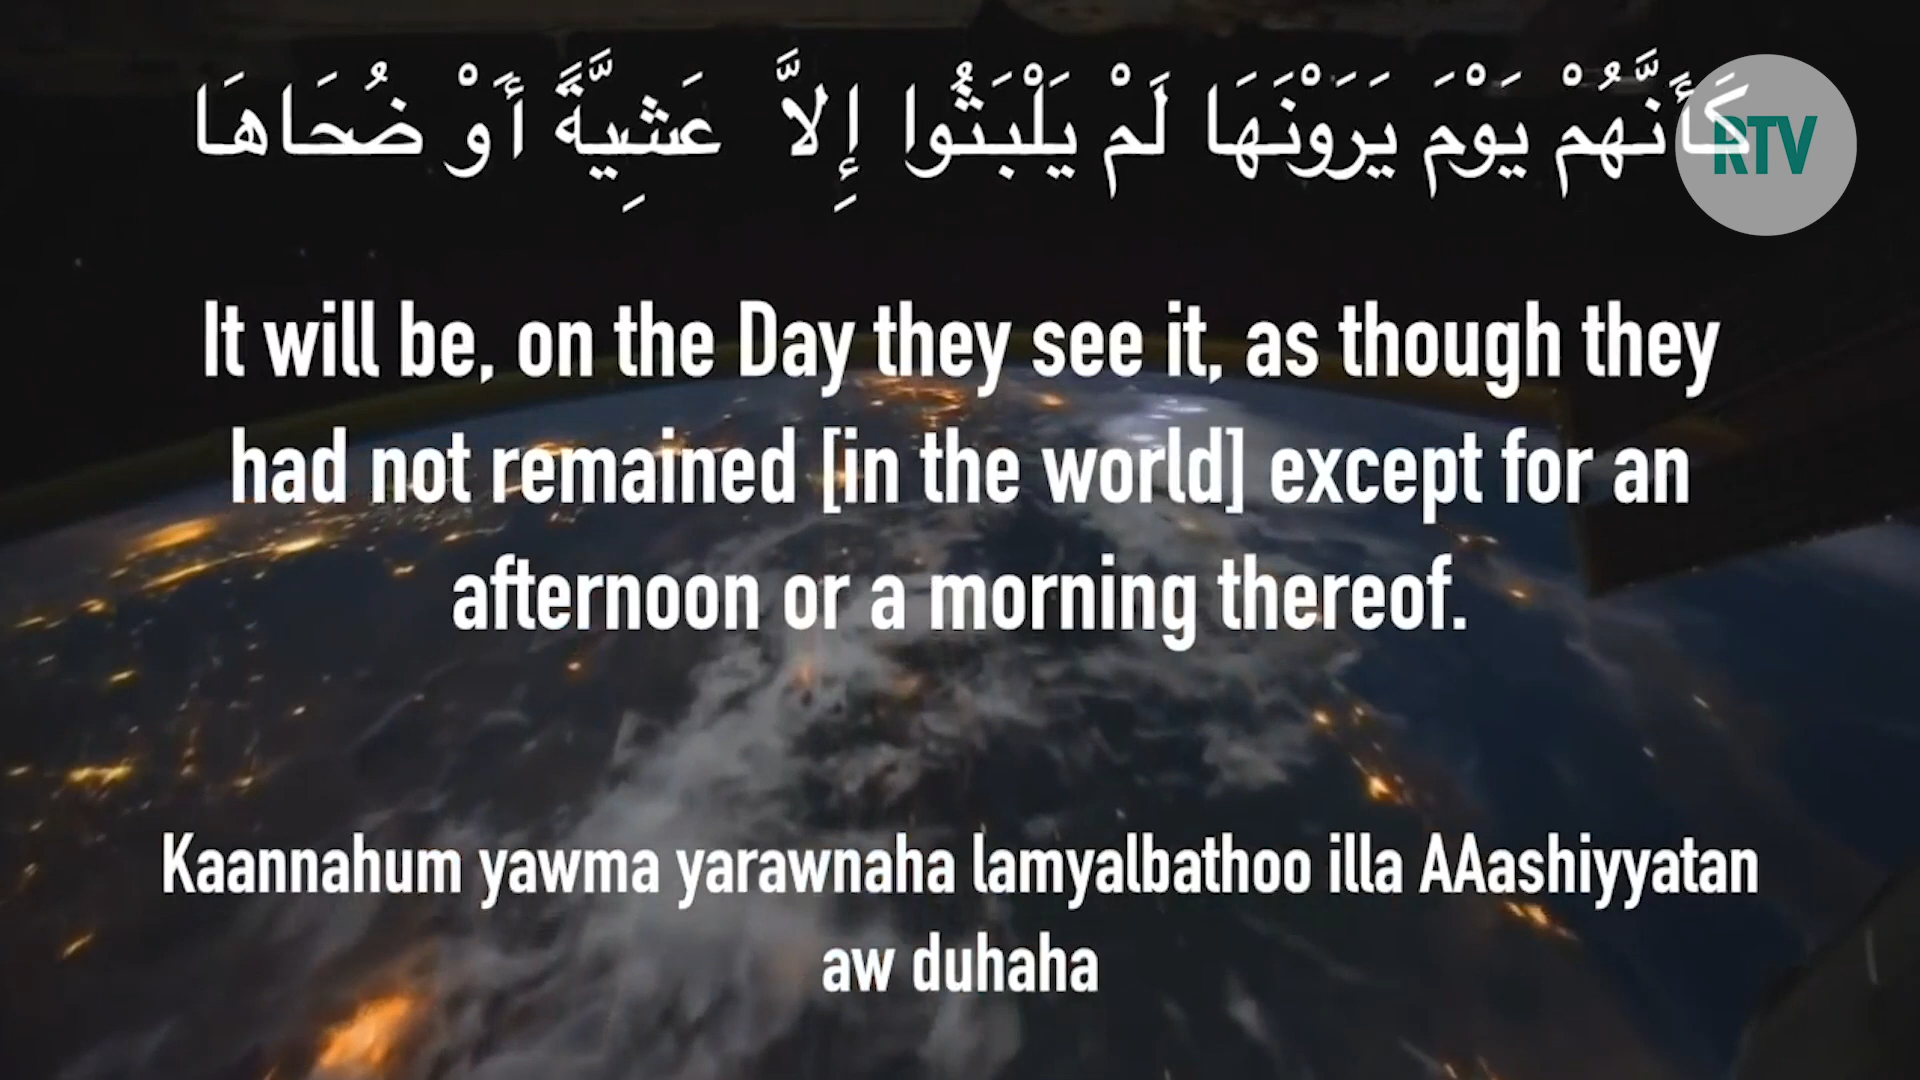 كَأَنَّهُمْ يَوْمَ يَرَوْنَهَا لَمْ يَلْبَثُوا إِلاَّ عَشِيَّةً أَوْ ضُحَاهَا
RTV
It will be, on the Day they see it, as though they
had not remained [in the world] except for an
afternoon or a morning thereof.
Kaannahum yawma yarawnaha lamyalbathoo illa AAashiyyatan
aw duhaha